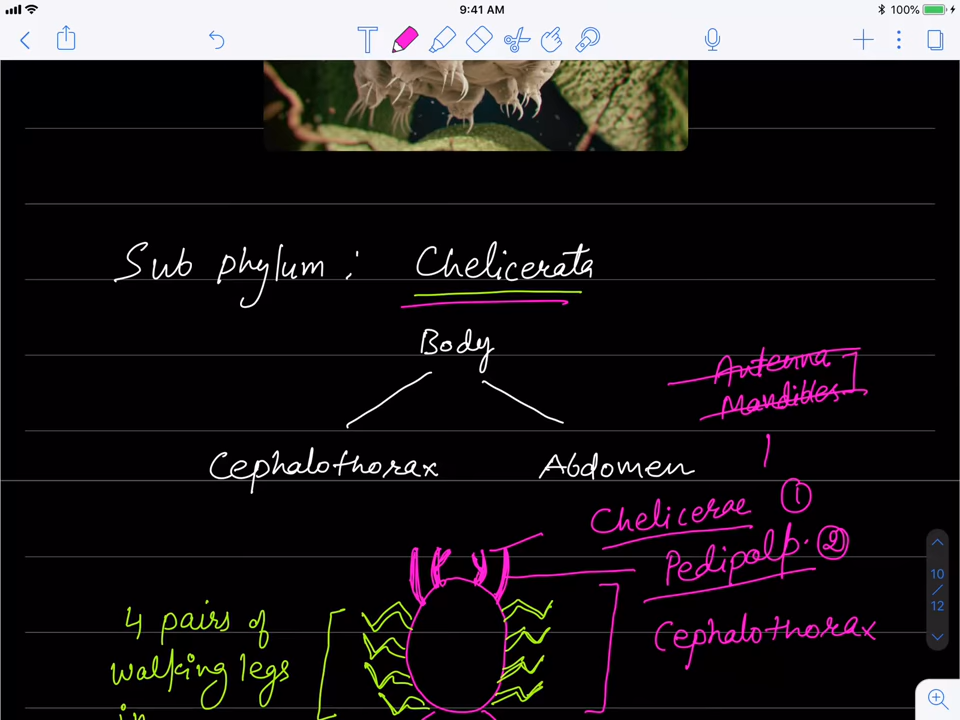 9:41 AM
100%
T
Sub phylum : Chelicerata
Body
Antenna
Mandibles
Cephalothorax Abdomen
Chelicerae ①
Pedipalp. ②
4 pairs of
walking legs
in
Cephalothorax
10
/
12